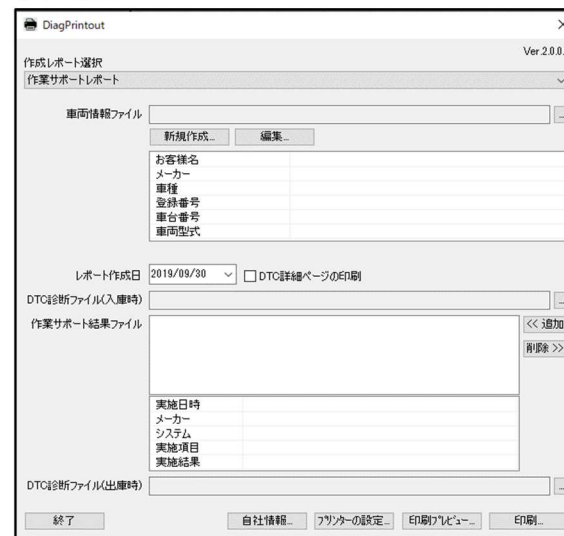 DiagPrintout
Ver.2.0.0.
作成レポート選択
作業サポートレポート
車両情報ファイル
...
新規作成... 編集...
お客様名
メーカー
車種
登録番号
車台番号
車両型式
レポート作成日 2019/09/30 DTC詳細ページの印刷
DTC診断ファイル(入庫時) ...
作業サポート結果ファイル
<< 追加
削除 >>
実施日時
メーカー
システム
実施項目
実施結果
DTC診断ファイル(出庫時) ...
終了 自社情報... プリンターの設定... 印刷プレビュー... 印刷...